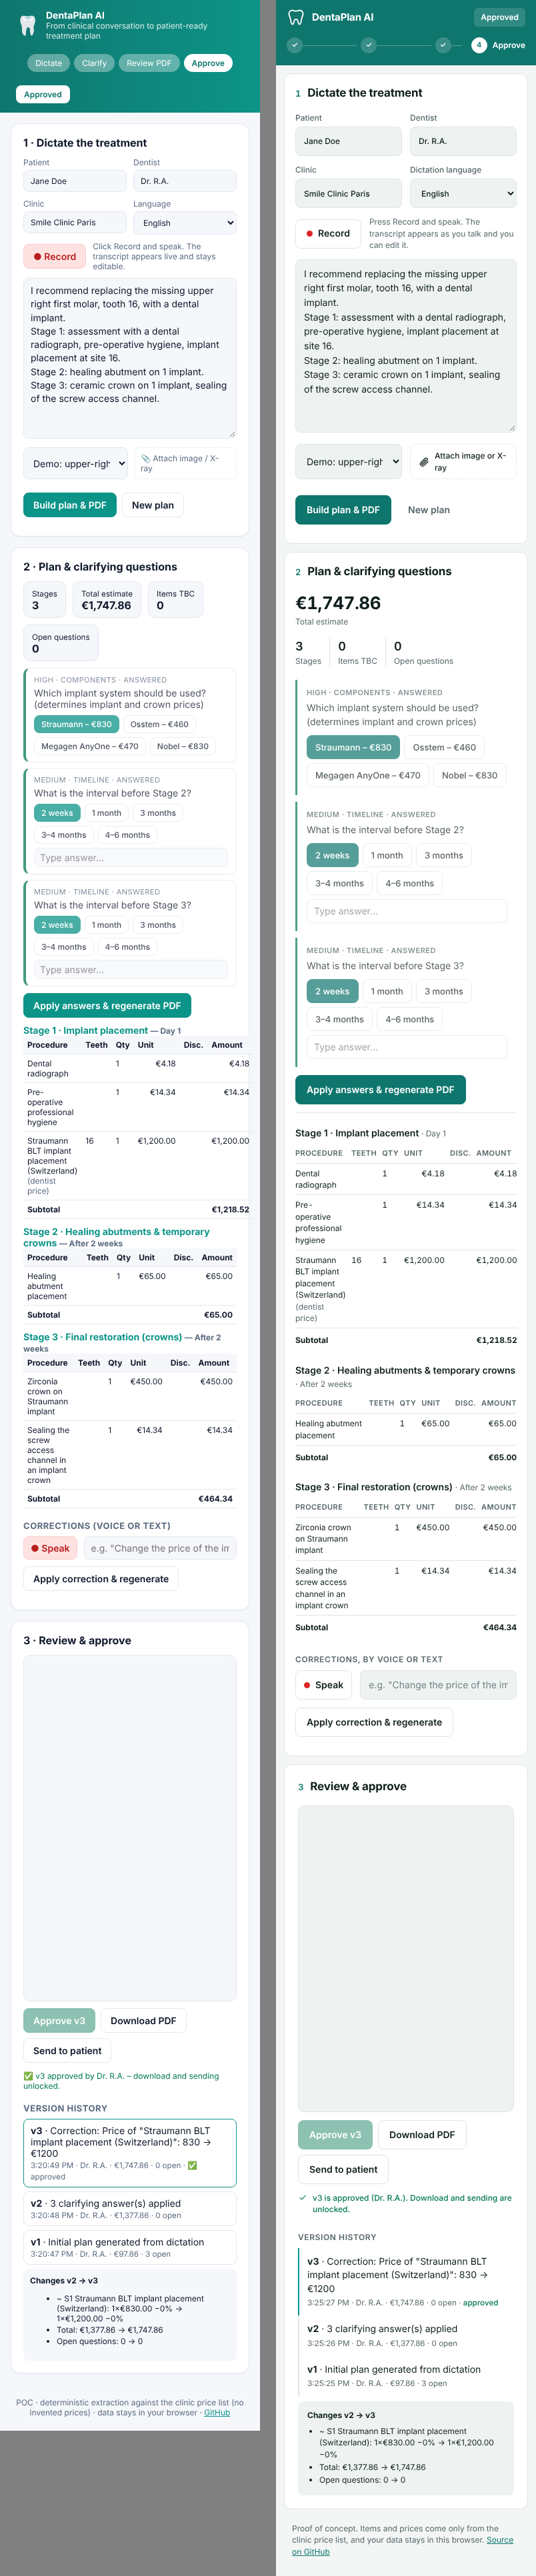 DentaPlan AI
From clinical conversation to patient-ready
treatment plan
Dictate
Clarify
Review PDF
Approve
Approved
1 · Dictate the treatment
Patient
Dentist
Jane Doe
Dr. R.A.
Clinic
Language
Smile Clinic Paris
English
Record
Click Record and speak. The
transcript appears live and stays
editable.
I recommend replacing the missing upper
right first molar, tooth 16, with a dental
implant.
Stage 1: assessment with a dental
radiograph, pre-operative hygiene, implant
placement at site 16.
Stage 2: healing abutment on 1 implant.
Stage 3: ceramic crown on 1 implant, sealing
of the screw access channel.
Demo: upper-righ
Attach image / X-
ray
Build plan & PDF
New plan
2 · Plan & clarifying questions
Stages
3
Total estimate
€1,747.86
Items TBC
0
Open questions
0
HIGH · COMPONENTS · ANSWERED
Which implant system should be used?
(determines implant and crown prices)
Straumann – €830
Osstem – €460
Megagen AnyOne – €470
Nobel – €830
MEDIUM · TIMELINE · ANSWERED
What is the interval before Stage 2?
2 weeks
1 month
3 months
3–4 months
4–6 months
Type answer...
MEDIUM · TIMELINE · ANSWERED
What is the interval before Stage 3?
2 weeks
1 month
3 months
3–4 months
4–6 months
Type answer...
Apply answers & regenerate PDF
Stage 1 · Implant placement — Day 1
Procedure Teeth Qty Unit Disc. Amount
Dental 1 €4.18 €4.18
radiograph
Pre- 1 €14.34 €14.34
operative
professional
hygiene
Straumann 16 1 €1,200.00 €1,200.00
BLT implant
placement
(Switzerland)
(dentist
price)
Subtotal €1,218.52
Stage 2 · Healing abutments & temporary
crowns — After 2 weeks
Procedure Teeth Qty Unit Disc. Amount
Healing 1 €65.00 €65.00
abutment
placement
Subtotal €65.00
Stage 3 · Final restoration (crowns) — After 2
weeks
Procedure Teeth Qty Unit Disc. Amount
Zirconia 1 €450.00 €450.00
crown on
Straumann
implant
Sealing the 1 €14.34 €14.34
screw
access
channel in
an implant
crown
Subtotal €464.34
CORRECTIONS (VOICE OR TEXT)
Speak
e.g. "Change the price of the im
Apply correction & regenerate
3 · Review & approve
Approve v3
Download PDF
Send to patient
v3 approved by Dr. R.A. – download and sending
unlocked.
VERSION HISTORY
v3 · Correction: Price of "Straumann BLT
implant placement (Switzerland)": 830 →
€1200
3:20:49 PM · Dr. R.A. · €1,747.86 · 0 open ·
approved
v2 · 3 clarifying answer(s) applied
3:20:48 PM · Dr. R.A. · €1,377.86 · 0 open
v1 · Initial plan generated from dictation
3:20:47 PM · Dr. R.A. · €97.86 · 3 open
Changes v2 → v3
~ S1 Straumann BLT implant placement
(Switzerland): 1×€830.00 −0% →
1×€1,200.00 −0%
Total: €1,377.86 → €1,747.86
Open questions: 0 → 0
POC · deterministic extraction against the clinic price list (no
invented prices) · data stays in your browser · GitHub
DentaPlan AI
Approved
4 Approve
1 Dictate the treatment
Patient
Dentist
Jane Doe
Dr. R.A.
Clinic
Dictation language
Smile Clinic Paris
English
Record
Press Record and speak. The
transcript appears as you talk and you
can edit it.
I recommend replacing the missing upper
right first molar, tooth 16, with a dental
implant.
Stage 1: assessment with a dental radiograph,
pre-operative hygiene, implant placement at
site 16.
Stage 2: healing abutment on 1 implant.
Stage 3: ceramic crown on 1 implant, sealing
of the screw access channel.
Demo: upper-righ
Attach image or X-
ray
Build plan & PDF
New plan
2 Plan & clarifying questions
€1,747.86
Total estimate
3
Stages
0
Items TBC
0
Open questions
HIGH · COMPONENTS · ANSWERED
Which implant system should be used?
(determines implant and crown prices)
Straumann – €830
Osstem – €460
Megagen AnyOne – €470
Nobel – €830
MEDIUM · TIMELINE · ANSWERED
What is the interval before Stage 2?
2 weeks
1 month
3 months
3–4 months
4–6 months
Type answer...
MEDIUM · TIMELINE · ANSWERED
What is the interval before Stage 3?
2 weeks
1 month
3 months
3–4 months
4–6 months
Type answer...
Apply answers & regenerate PDF
Stage 1 · Implant placement · Day 1
PROCEDURE TEETH QTY UNIT DISC. AMOUNT
Dental 1 €4.18 €4.18
radiograph
Pre- 1 €14.34 €14.34
operative
professional
hygiene
Straumann 16 1 €1,200.00 €1,200.00
BLT implant
placement
(Switzerland)
(dentist
price)
Subtotal €1,218.52
Stage 2 · Healing abutments & temporary crowns
· After 2 weeks
PROCEDURE TEETH QTY UNIT DISC. AMOUNT
Healing abutment 1 €65.00 €65.00
placement
Subtotal €65.00
Stage 3 · Final restoration (crowns) · After 2 weeks
PROCEDURE TEETH QTY UNIT DISC. AMOUNT
Zirconia crown 1 €450.00 €450.00
on Straumann
implant
Sealing the 1 €14.34 €14.34
screw access
channel in an
implant crown
Subtotal €464.34
CORRECTIONS, BY VOICE OR TEXT
Speak
e.g. "Change the price of the im
Apply correction & regenerate
3 Review & approve
Approve v3
Download PDF
Send to patient
v3 is approved (Dr. R.A.). Download and sending are
unlocked.
VERSION HISTORY
v3 · Correction: Price of "Straumann BLT
implant placement (Switzerland)": 830 →
€1200
3:25:27 PM · Dr. R.A. · €1,747.86 · 0 open · approved
v2 · 3 clarifying answer(s) applied
3:25:26 PM · Dr. R.A. · €1,377.86 · 0 open
v1 · Initial plan generated from dictation
3:25:25 PM · Dr. R.A. · €97.86 · 3 open
Changes v2 → v3
~ S1 Straumann BLT implant placement
(Switzerland): 1×€830.00 −0% → 1×€1,200.00
−0%
Total: €1,377.86 → €1,747.86
Open questions: 0 → 0
Proof of concept. Items and prices come only from the
clinic price list, and your data stays in this browser. Source
on GitHub